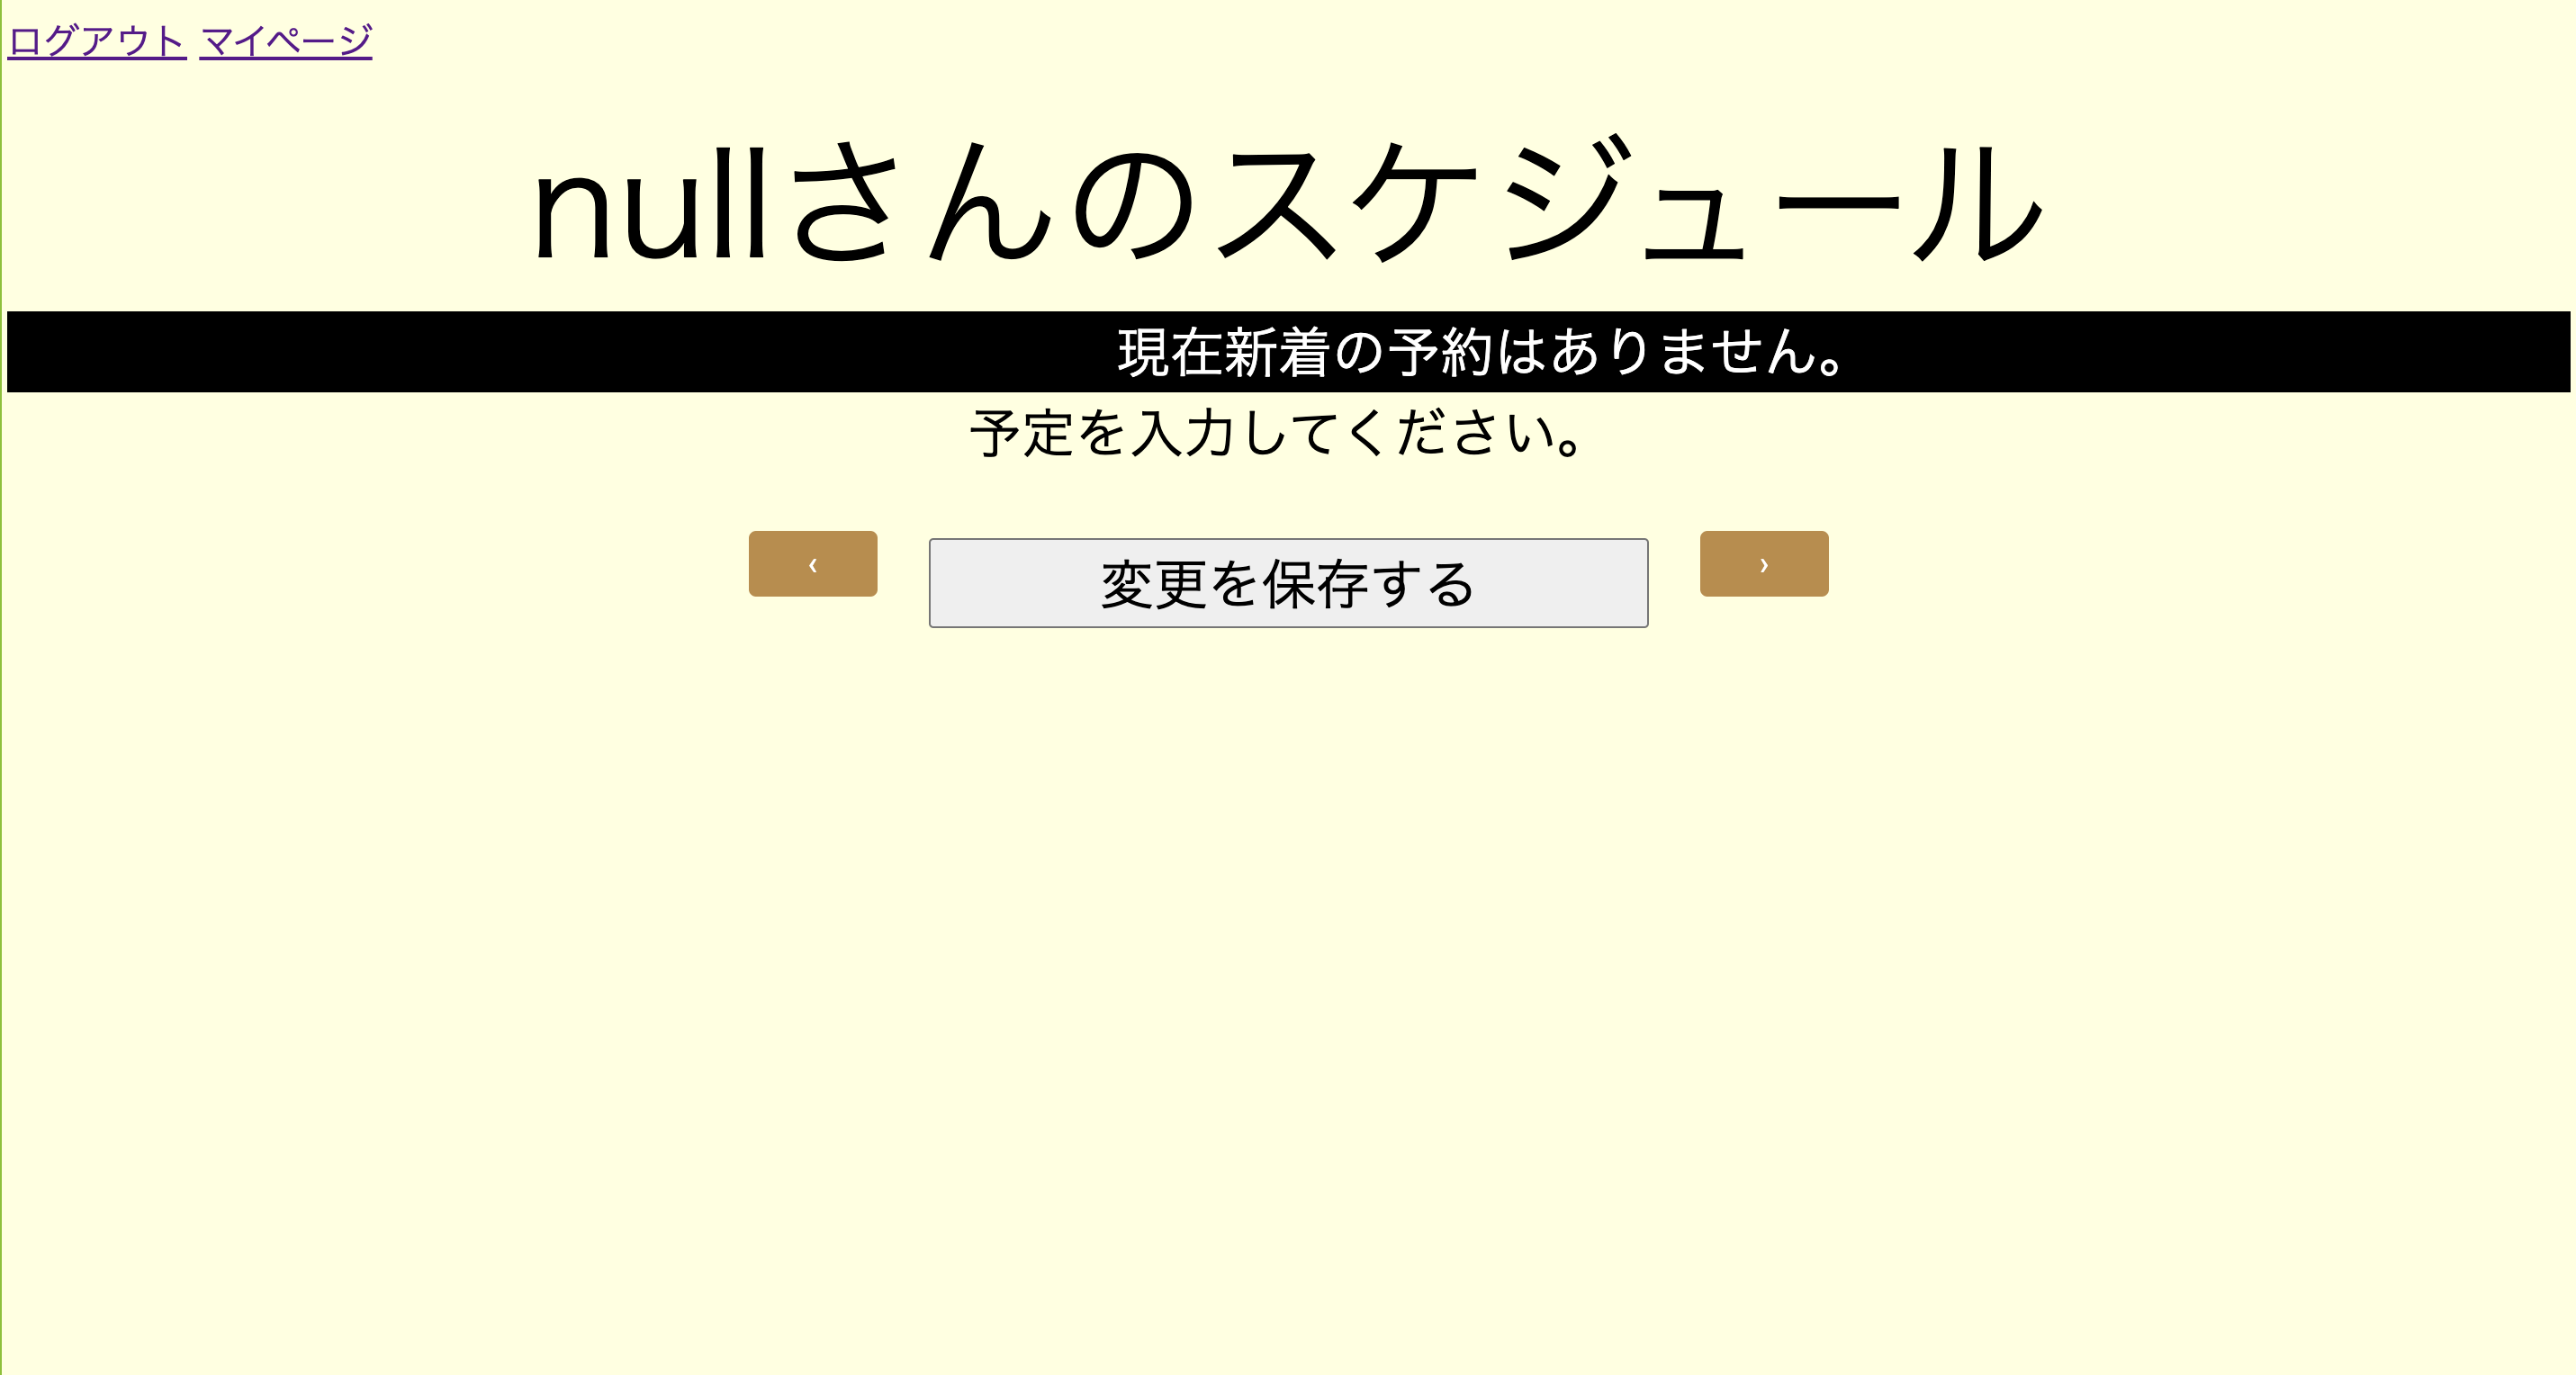 ログアウト マイページ
nullさんのスケジュール
現在新着の予約はありません。
予定を入力してください。
‹ 変更を保存する ›